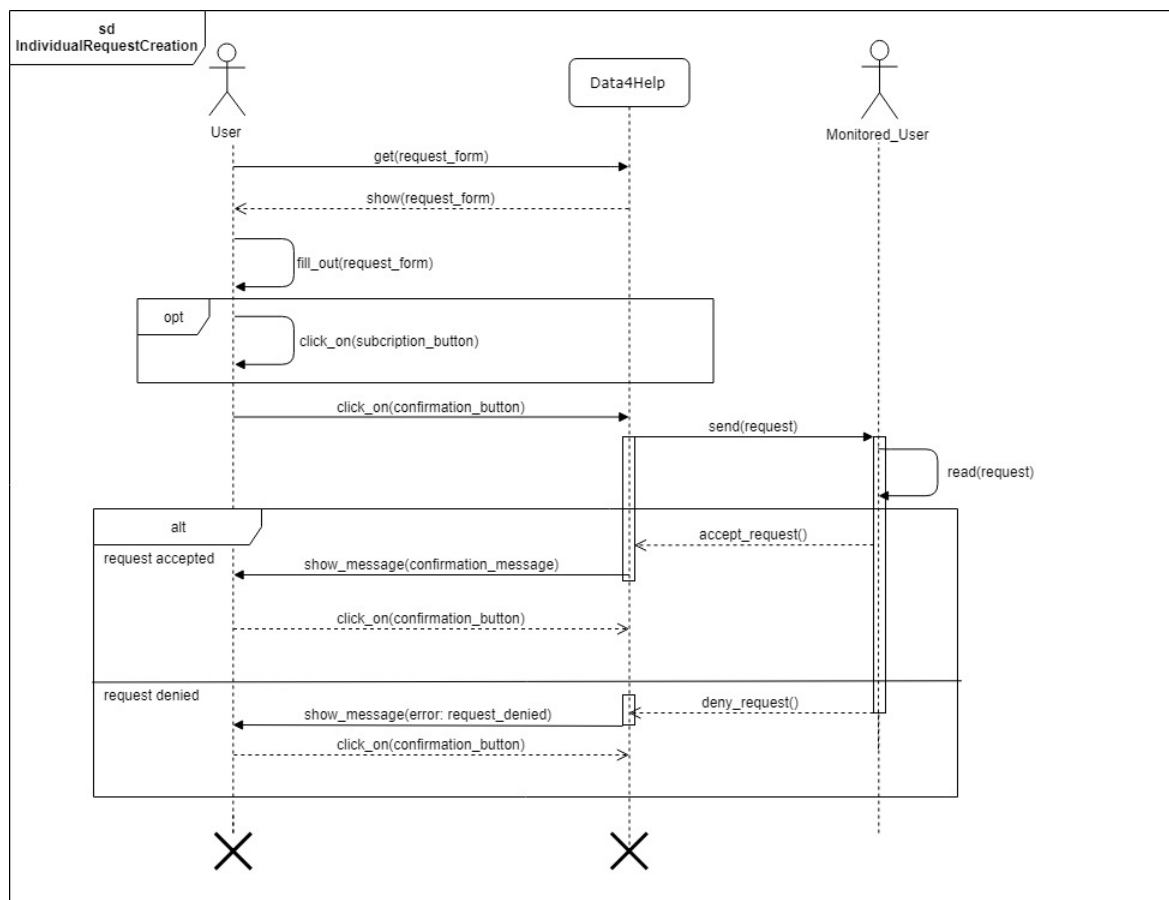 sd
IndividualRequestCreation
User
Data4Help
Monitored_User
get(request_form)
show(request_form)
fill_out(request_form)
opt
click_on(subcription_button)
click_on(confirmation_button)
send(request)
read(request)
alt
accept_request()
request accepted
show_message(confirmation_message)
click_on(confirmation_button)
request denied
deny_request()
show_message(error: request_denied)
click_on(confirmation_button)